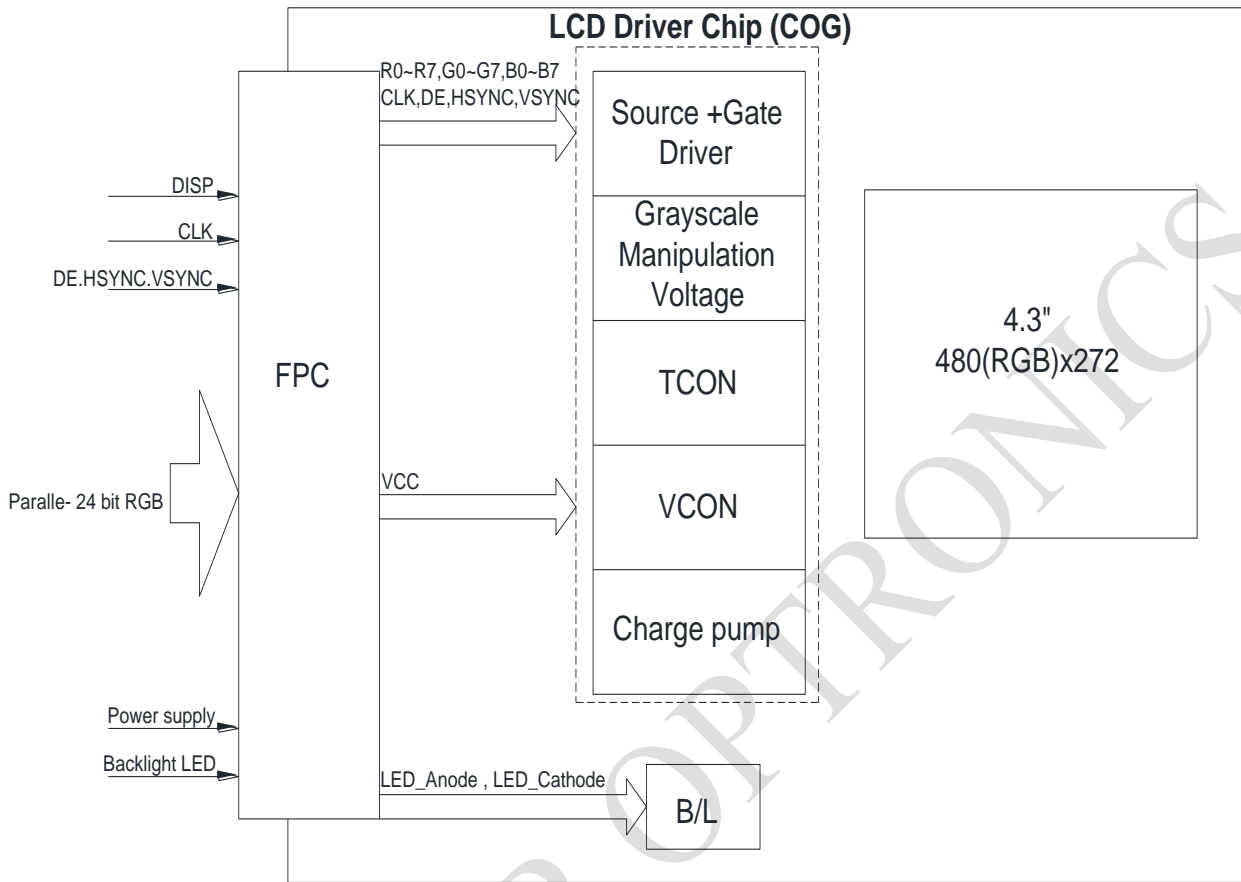 LCD Driver Chip (COG)
R0~R7,G0~G7,B0~B7
CLK,DE,HSYNC,VSYNC
Source +Gate
Driver
DISP
CLK
DE.HSYNC.VSYNC
Grayscale
Manipulation
Voltage
4.3"
480(RGB)x272
FPC
TCON
Paralle- 24 bit RGB
VCC
VCON
Charge pump
Power supply
Backlight LED
LED_Anode , LED_Cathode
B/L
OPTRONICS